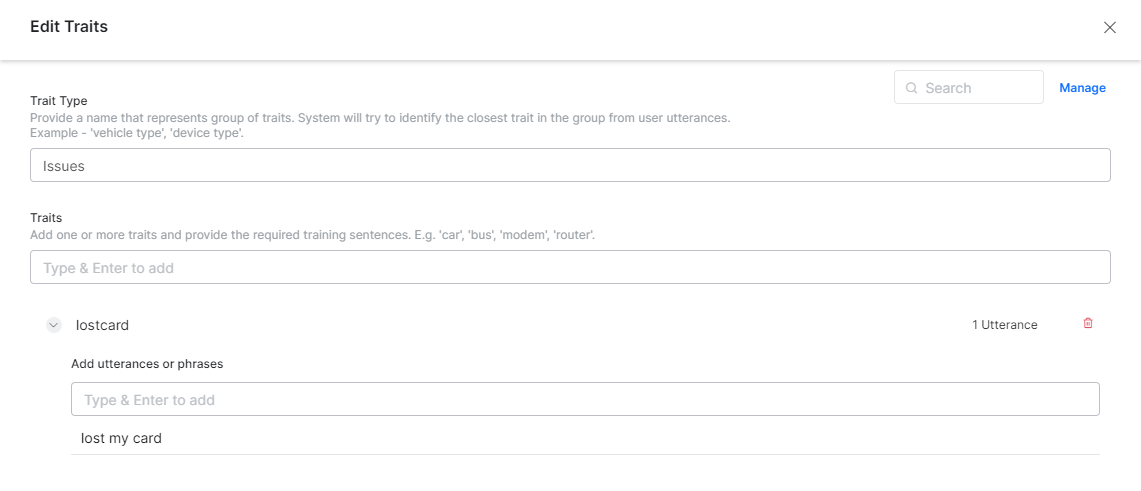 Edit Traits
Search
Manage
Trait Type
Provide a name that represents group of traits. System will try to identify the closest trait in the group from user utterances.
Example - 'vehicle type', 'device type'.
Issues
Traits
Add one or more traits and provide the required training sentences. E.g. 'car', 'bus', 'modem', 'router'.
Type & Enter to add
lostcard
1 Utterance
Add utterances or phrases
Type & Enter to add
lost my card